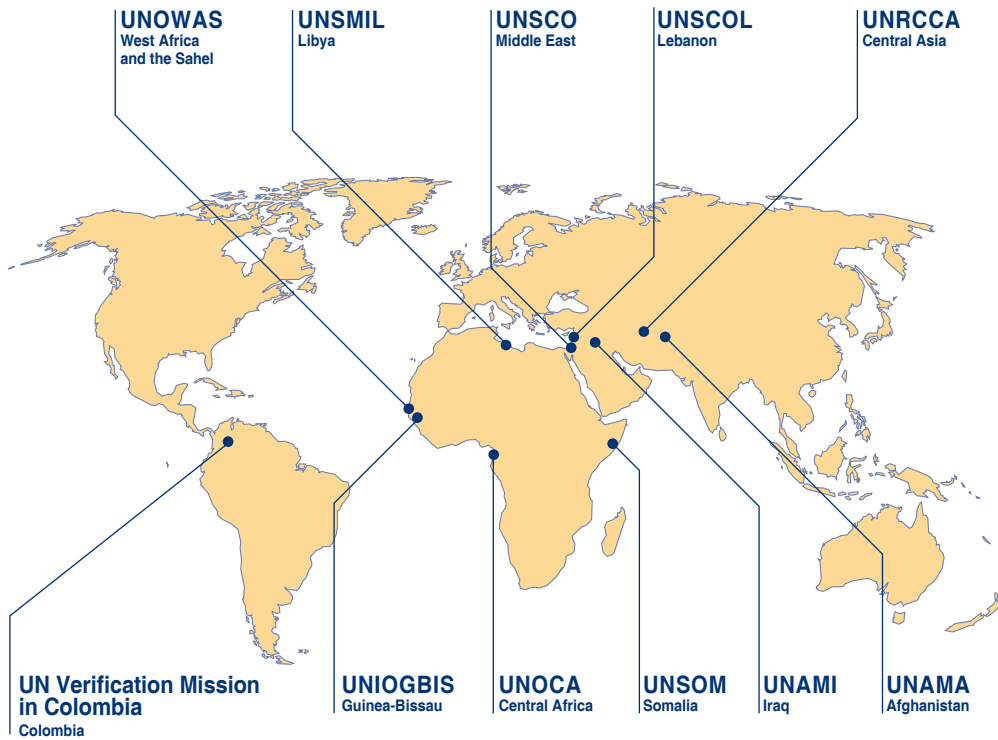 UNOWAS
West Africa
and the Sahel
UNSMIL
Libya
UNSCO
Middle East
UNSCOL
Lebanon
UNRCCA
Central Asia
UN Verification Mission
in Colombia
Colombia
UNIOGBIS
Guinea-Bissau
UNOCA
Central Africa
UNSOM
Somalia
UNAMI
Iraq
UNAMA
Afghanistan